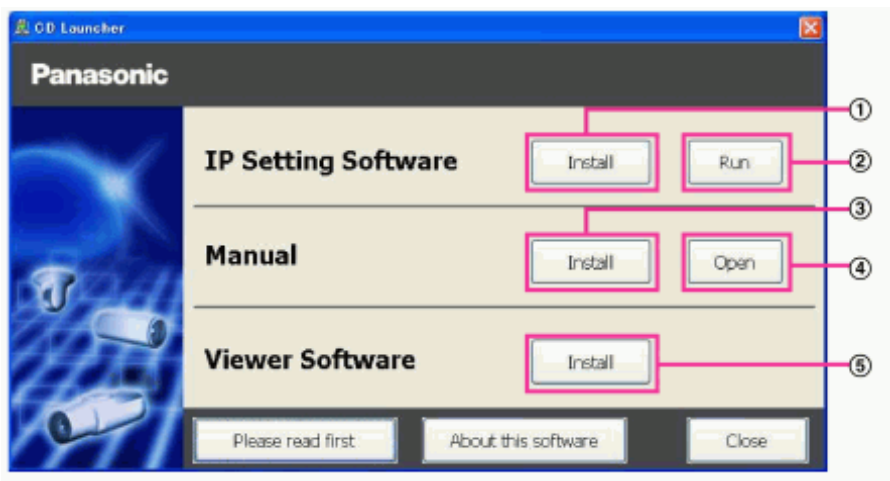 CD Launcher
Panasonic
①
IP Setting Software Install Run ②
③
Manual Install Open ④
Viewer Software Install ⑤
Please read first About this software Close